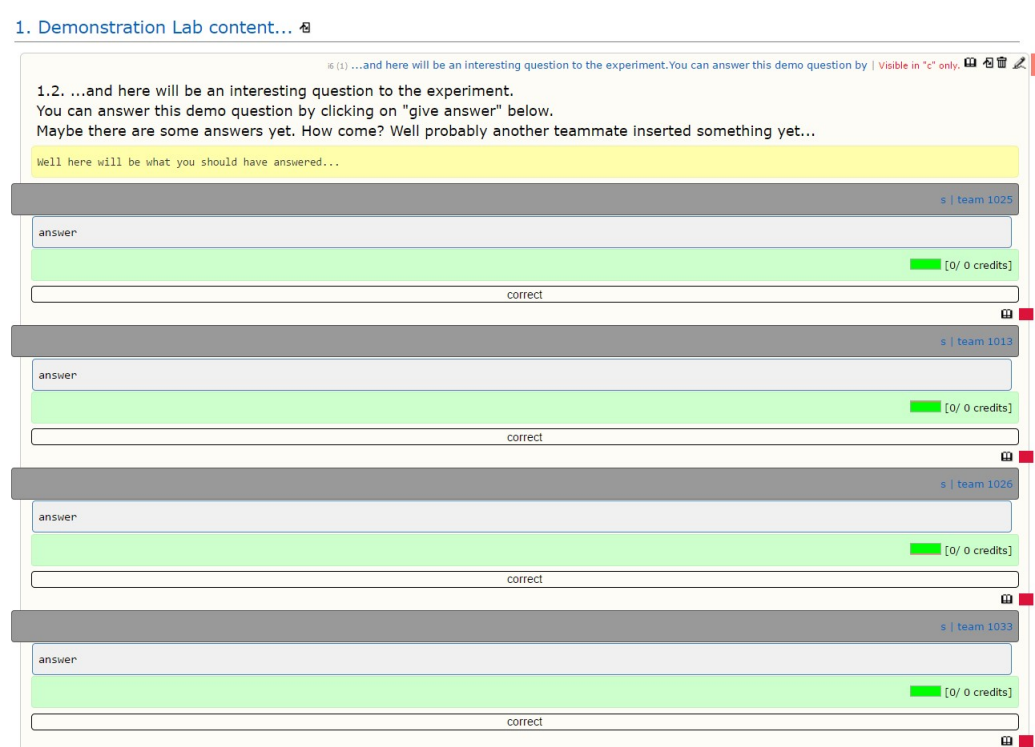 1. Demonstration Lab content...
i6 (1) ...and here will be an interesting question to the experiment.You can answer this demo question by | Visible in "c" only.
1.2. ...and here will be an interesting question to the experiment.
You can answer this demo question by clicking on "give answer" below.
Maybe there are some answers yet. How come? Well probably another teammate inserted something yet...
Well here will be what you should have answered...
s | team 1025
answer
[0/ 0 credits]
correct
s | team 1013
answer
[0/ 0 credits]
correct
s | team 1026
answer
[0/ 0 credits]
correct
s | team 1033
answer
[0/ 0 credits]
correct